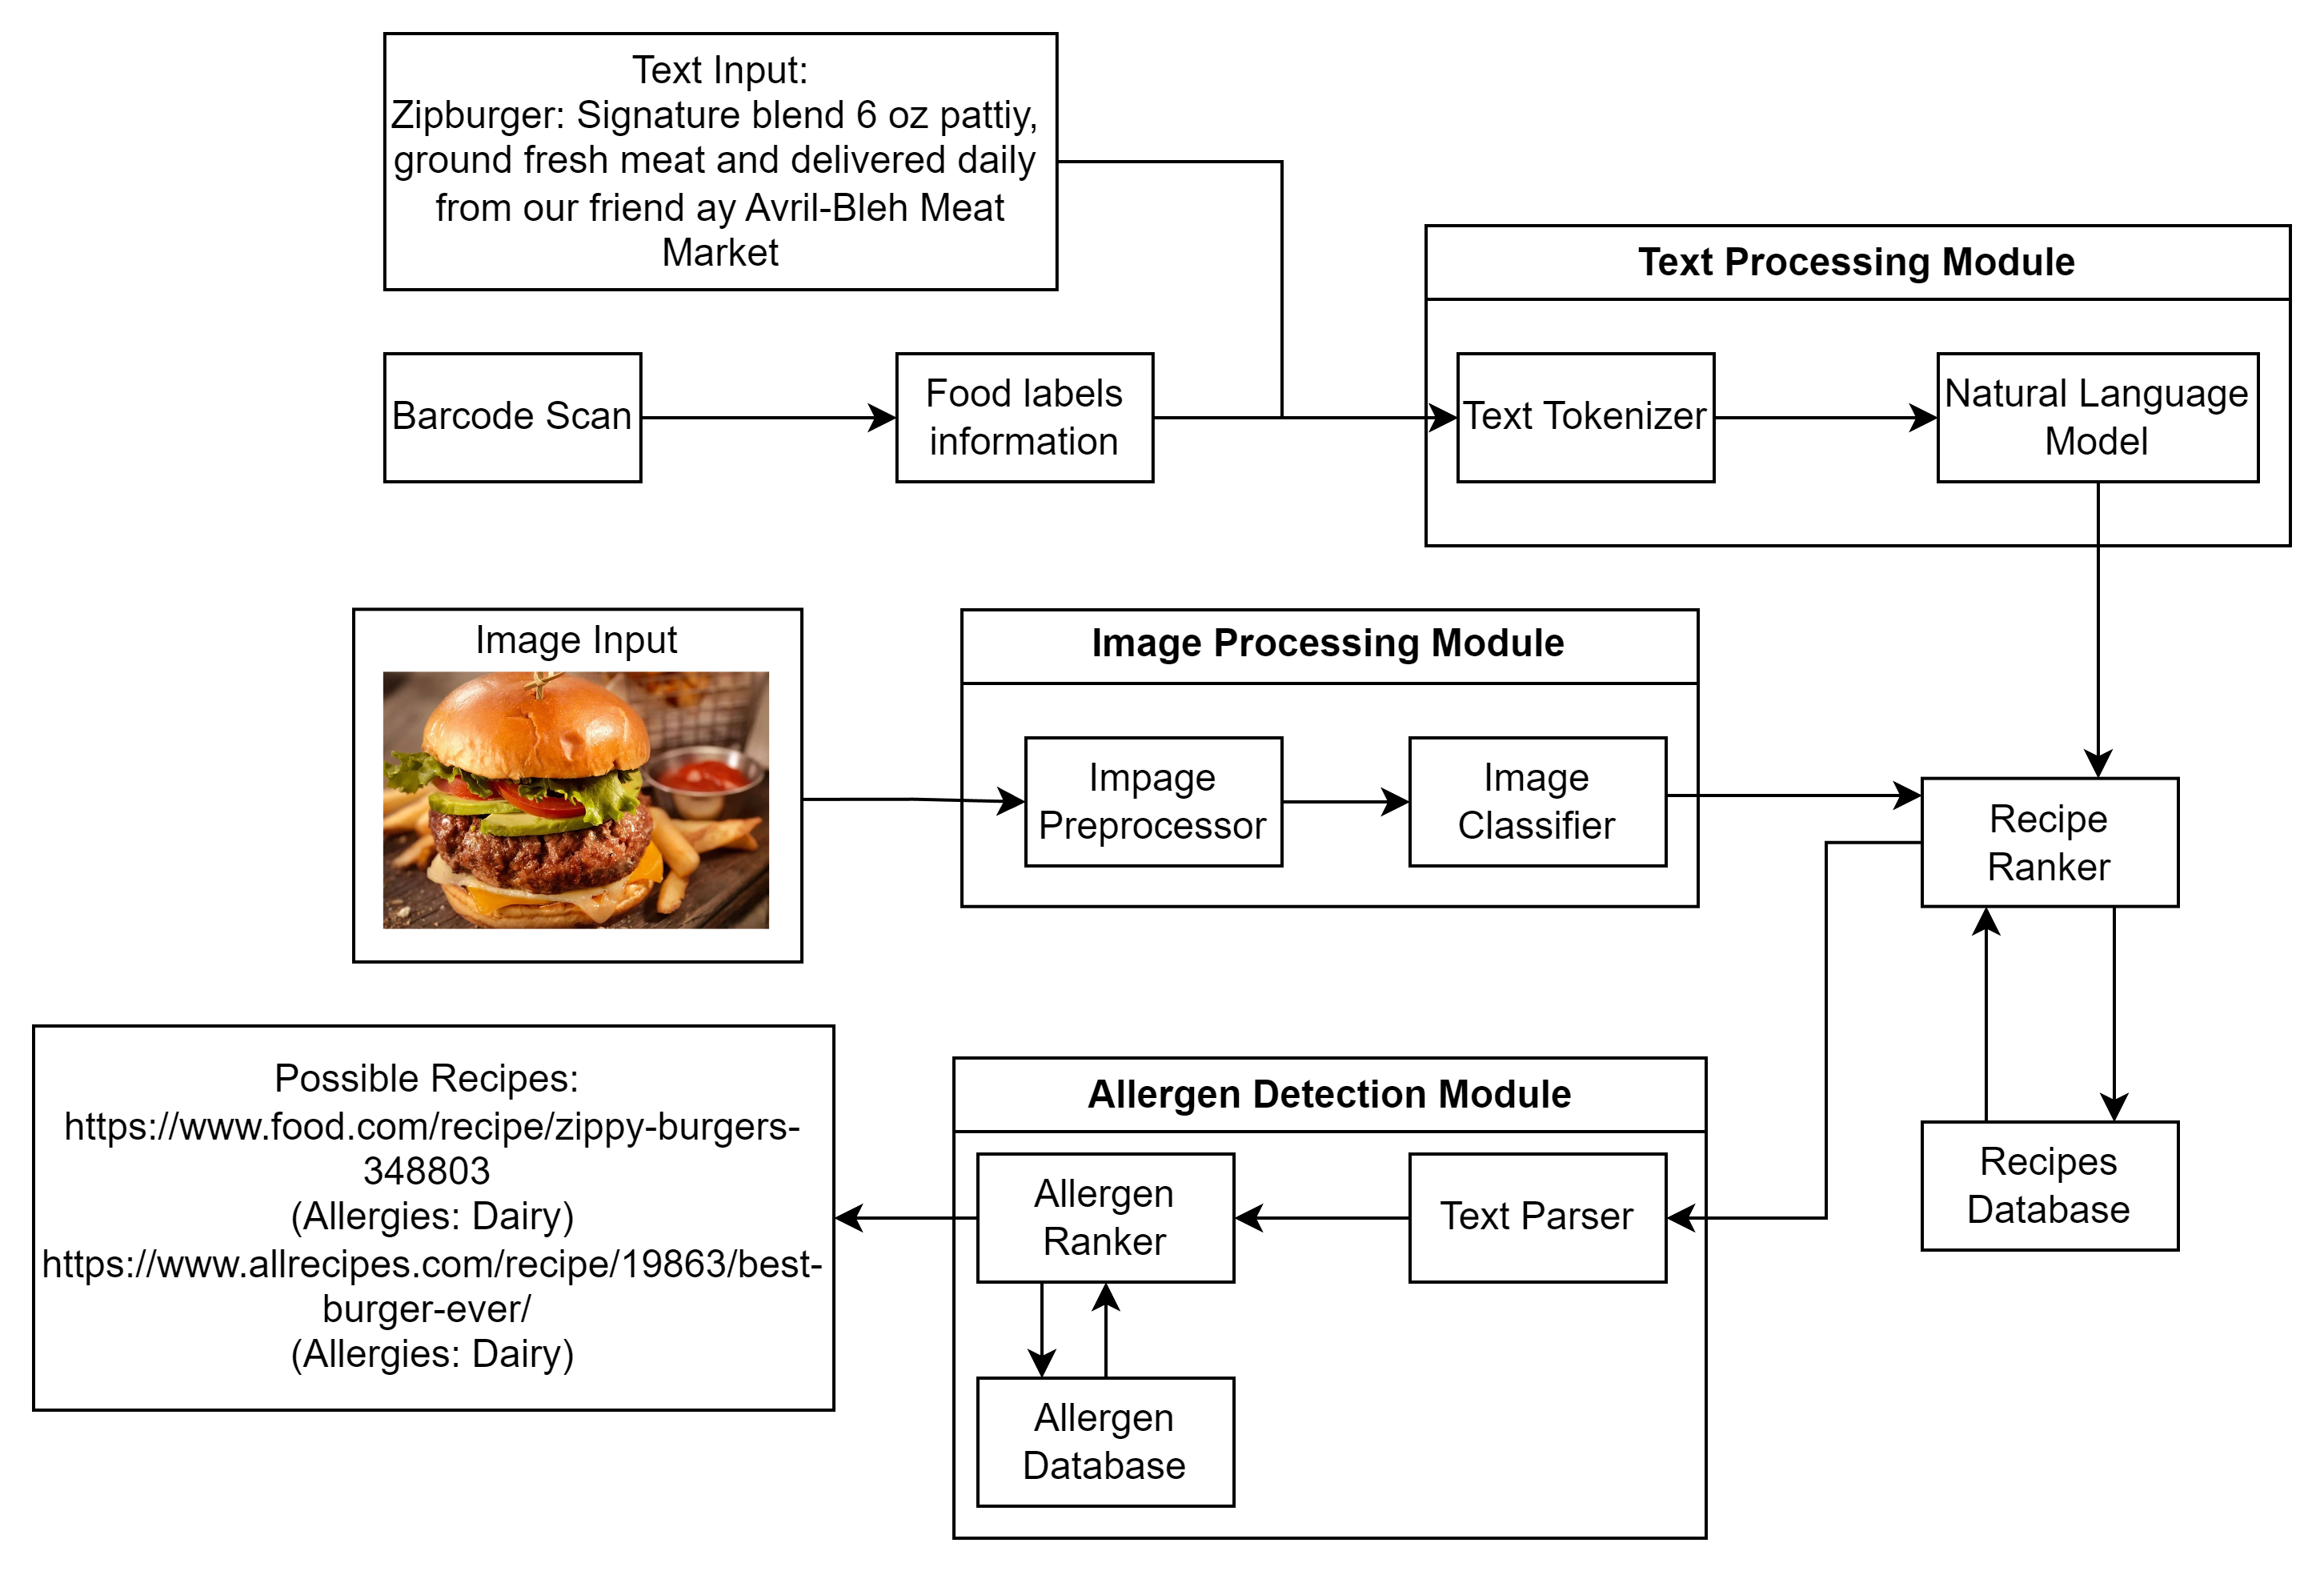 Text Input:
Zipburger: Signature blend 6 oz pattiy,
ground fresh meat and delivered daily
from our friend ay Avril-Bleh Meat
Market
Text Processing Module
Barcode Scan
Food labels
information
Text Tokenizer
Natural Language
Model
Image Input
Image Processing Module
Impage
Preprocessor
Image
Classifier
Recipe
Ranker
Possible Recipes:
https://www.food.com/recipe/zippy-burgers-
348803
(Allergies: Dairy)
https://www.allrecipes.com/recipe/19863/best-
burger-ever/
(Allergies: Dairy)
Allergen Detection Module
Allergen
Ranker
Text Parser
Recipes
Database
Allergen
Database